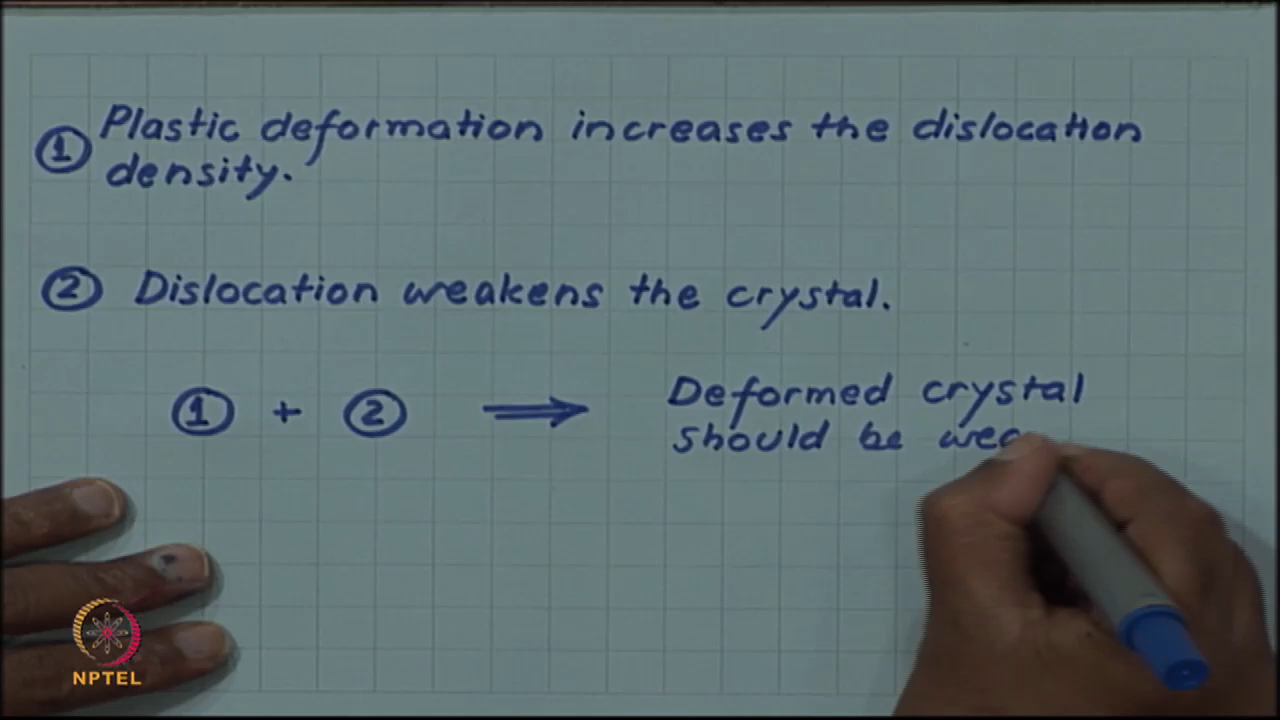 ① Plastic deformation increases the dislocation
density.
② Dislocation weakens the crystal.
① + ② ⟹ Deformed crystal
should be wea
NPTEL